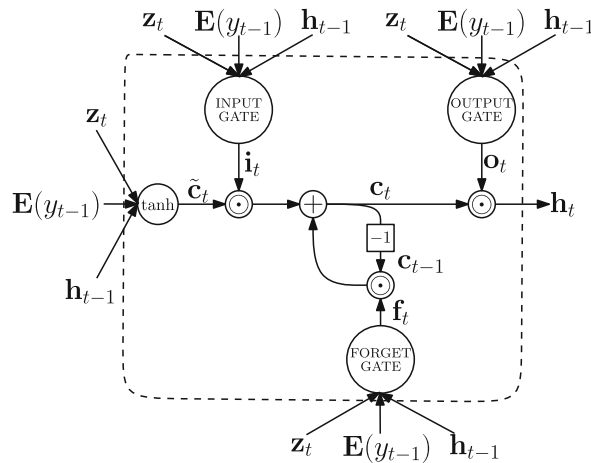 z_t E(y_{t−1}) h_{t−1}
z_t E(y_{t−1}) h_{t−1}
INPUT
GATE
OUTPUT
GATE
z_t
i_t
o_t
E(y_{t−1})
tanh
c̃_t
⊙
+
c_t
⊙
h_t
−1
c_{t−1}
h_{t−1}
⊙
f_t
FORGET
GATE
z_t E(y_{t−1}) h_{t−1}